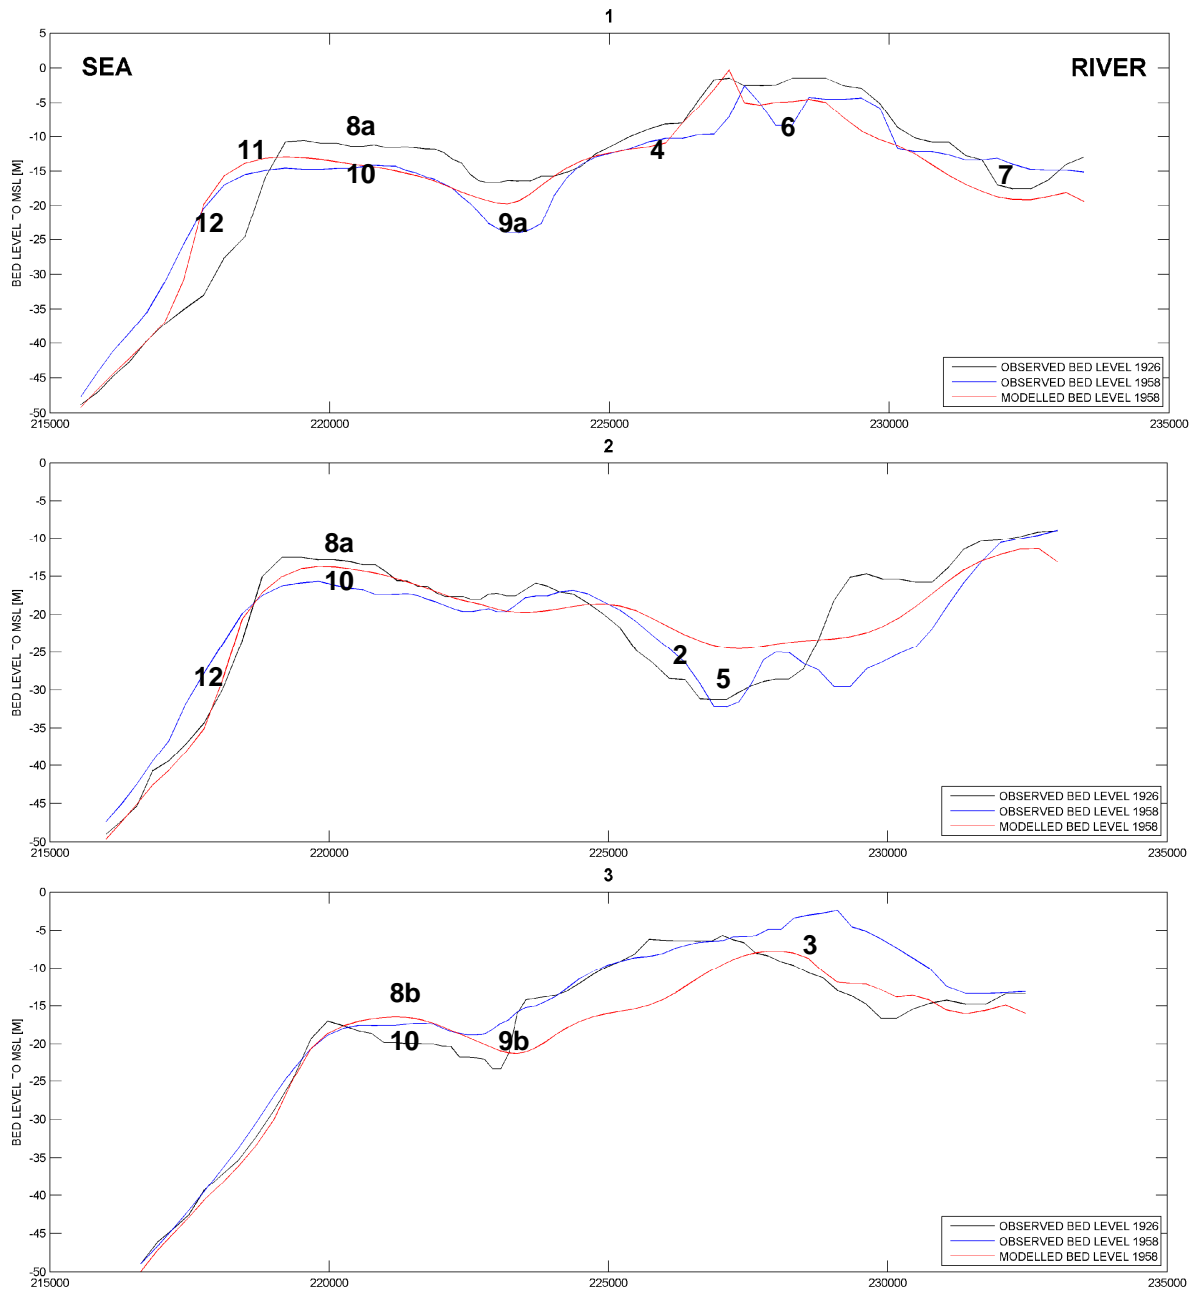 1
5
0
-5
-10
-15
-20
-25
-30
-35
-40
-45
-50
BED LEVEL TO MSL [M]
SEA
RIVER
8a
11
10
12
9a
4
6
7
OBSERVED BED LEVEL 1926
OBSERVED BED LEVEL 1958
MODELLED BED LEVEL 1958
215000 220000 225000 230000 235000
2
0
-5
-10
-15
-20
-25
-30
-35
-40
-45
-50
BED LEVEL TO MSL [M]
8a
10
12
2
5
OBSERVED BED LEVEL 1926
OBSERVED BED LEVEL 1958
MODELLED BED LEVEL 1958
215000 220000 225000 230000 235000
3
0
-5
-10
-15
-20
-25
-30
-35
-40
-45
-50
BED LEVEL TO MSL [M]
3
8b
10
9b
OBSERVED BED LEVEL 1926
OBSERVED BED LEVEL 1958
MODELLED BED LEVEL 1958
215000 220000 225000 230000 235000